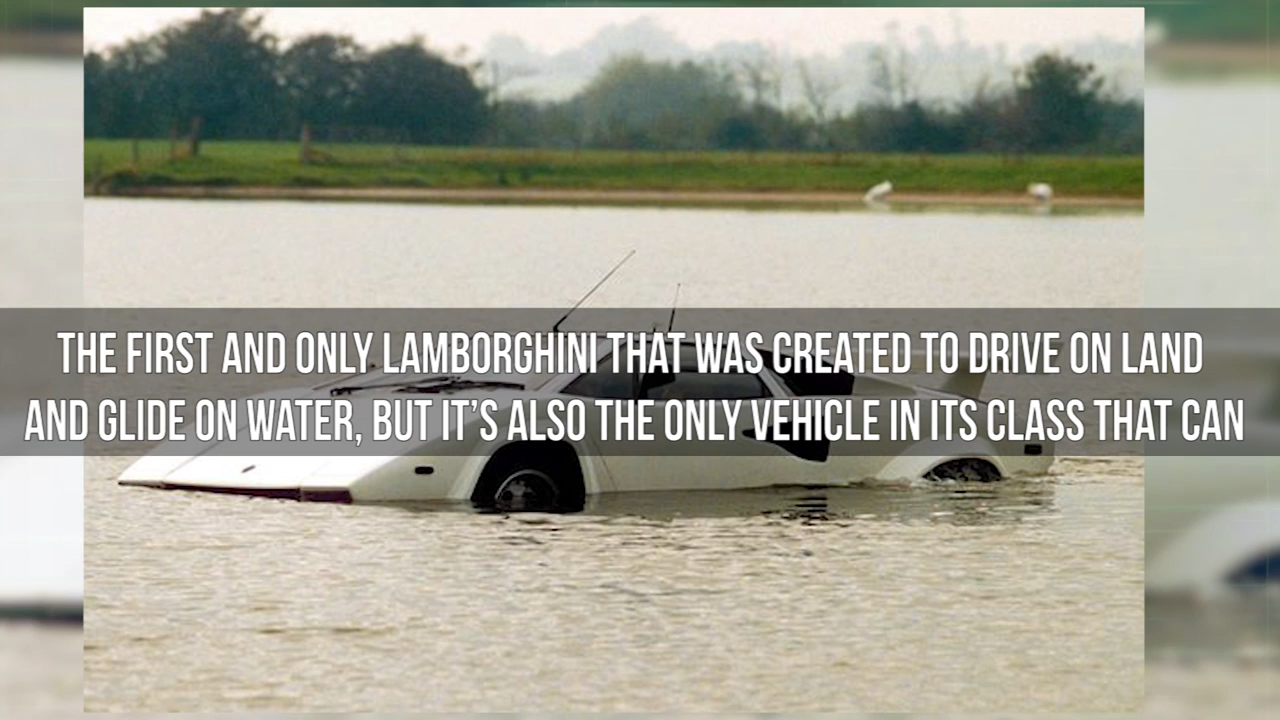 THE FIRST AND ONLY LAMBORGHINI THAT WAS CREATED TO DRIVE ON LAND
AND GLIDE ON WATER, BUT IT’S ALSO THE ONLY VEHICLE IN ITS CLASS THAT CAN